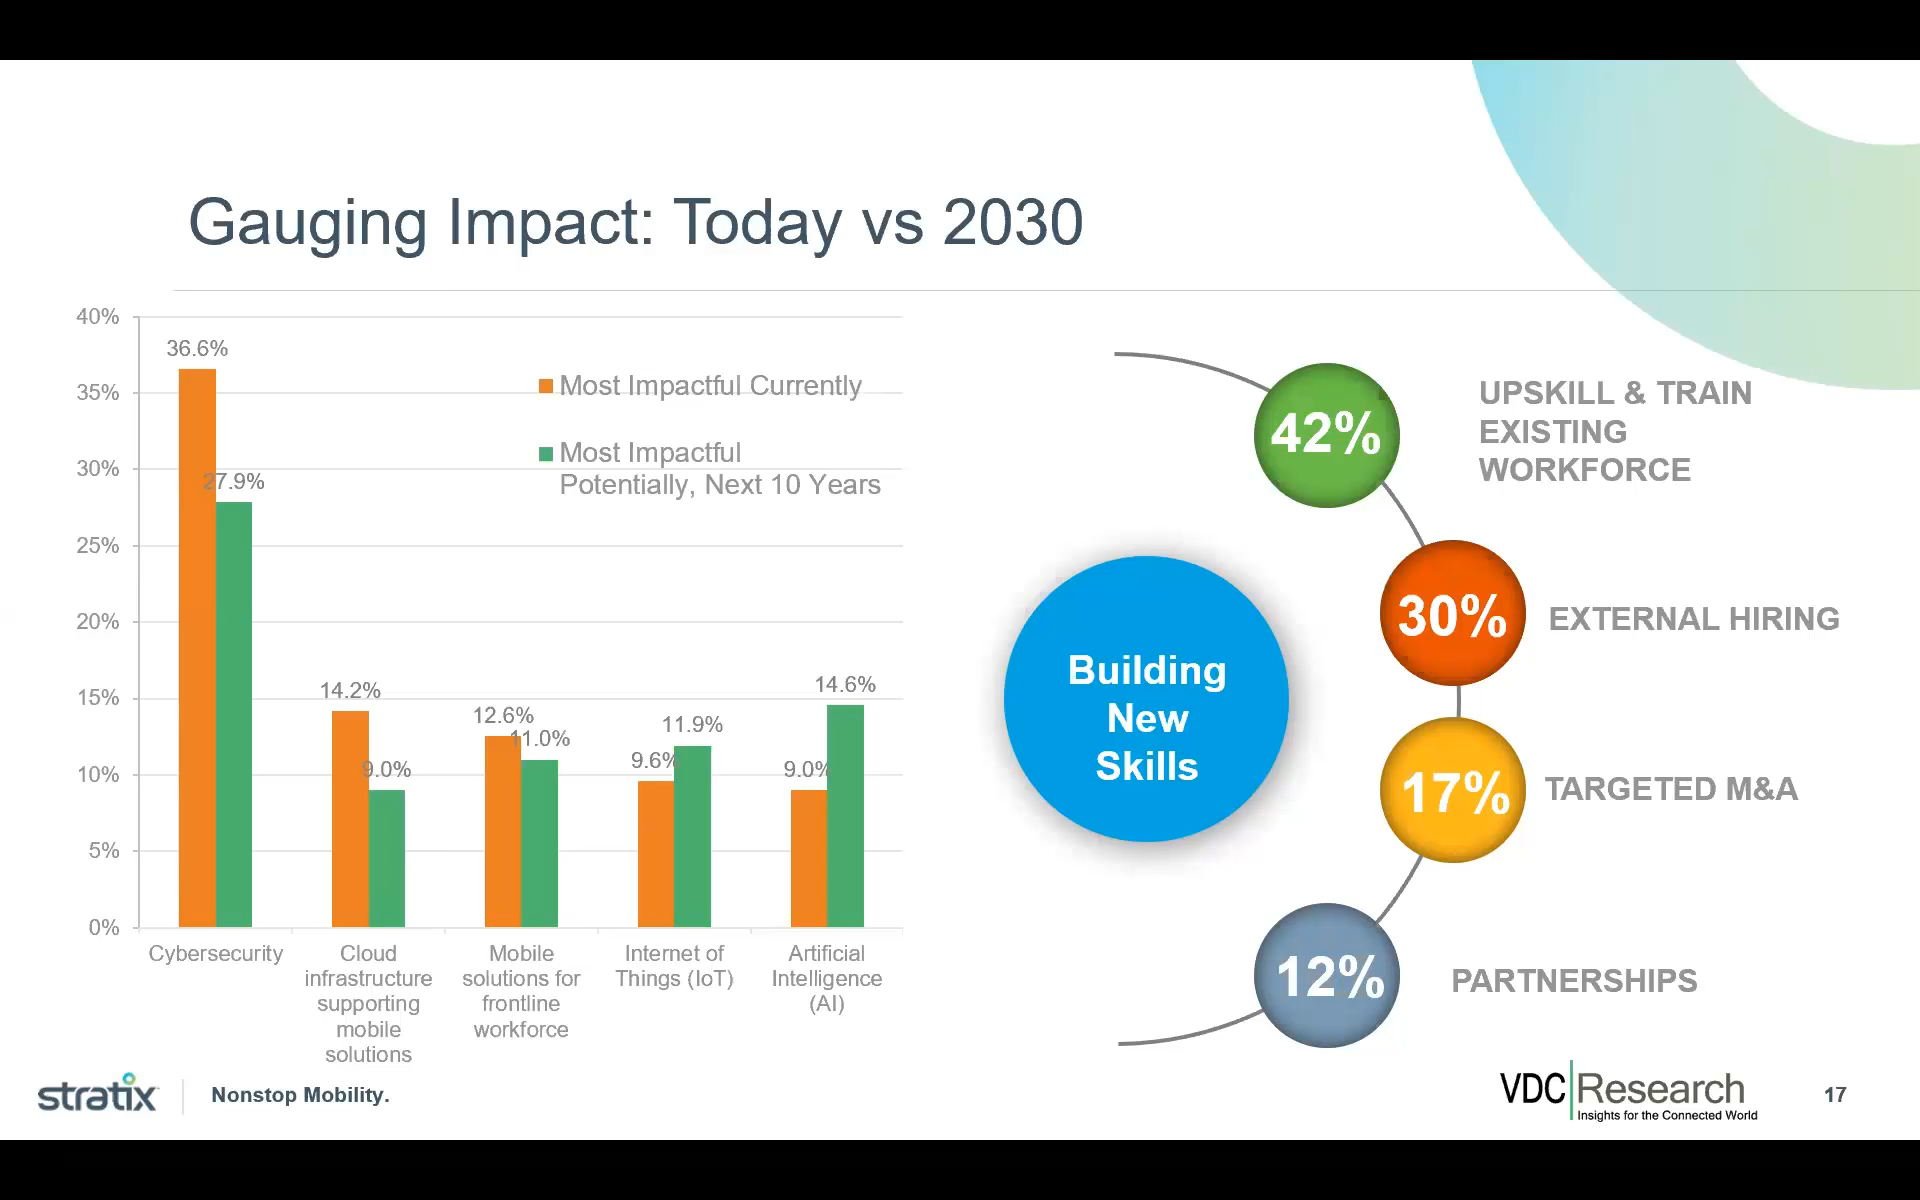 Gauging Impact: Today vs 2030
40%
35%
30%
25%
20%
15%
10%
5%
0%
36.6%
27.9%
14.2%
9.0%
12.6%
11.0%
9.6%
11.9%
9.0%
14.6%
Most Impactful Currently
Most Impactful
Potentially, Next 10 Years
Cybersecurity
Cloud
infrastructure
supporting
mobile
solutions
Mobile
solutions for
frontline
workforce
Internet of
Things (IoT)
Artificial
Intelligence
(AI)
Building
New
Skills
42%
UPSKILL & TRAIN
EXISTING
WORKFORCE
30%
EXTERNAL HIRING
17%
TARGETED M&A
12%
PARTNERSHIPS
stratix
Nonstop Mobility.
VDC Research
Insights for the Connected World
17